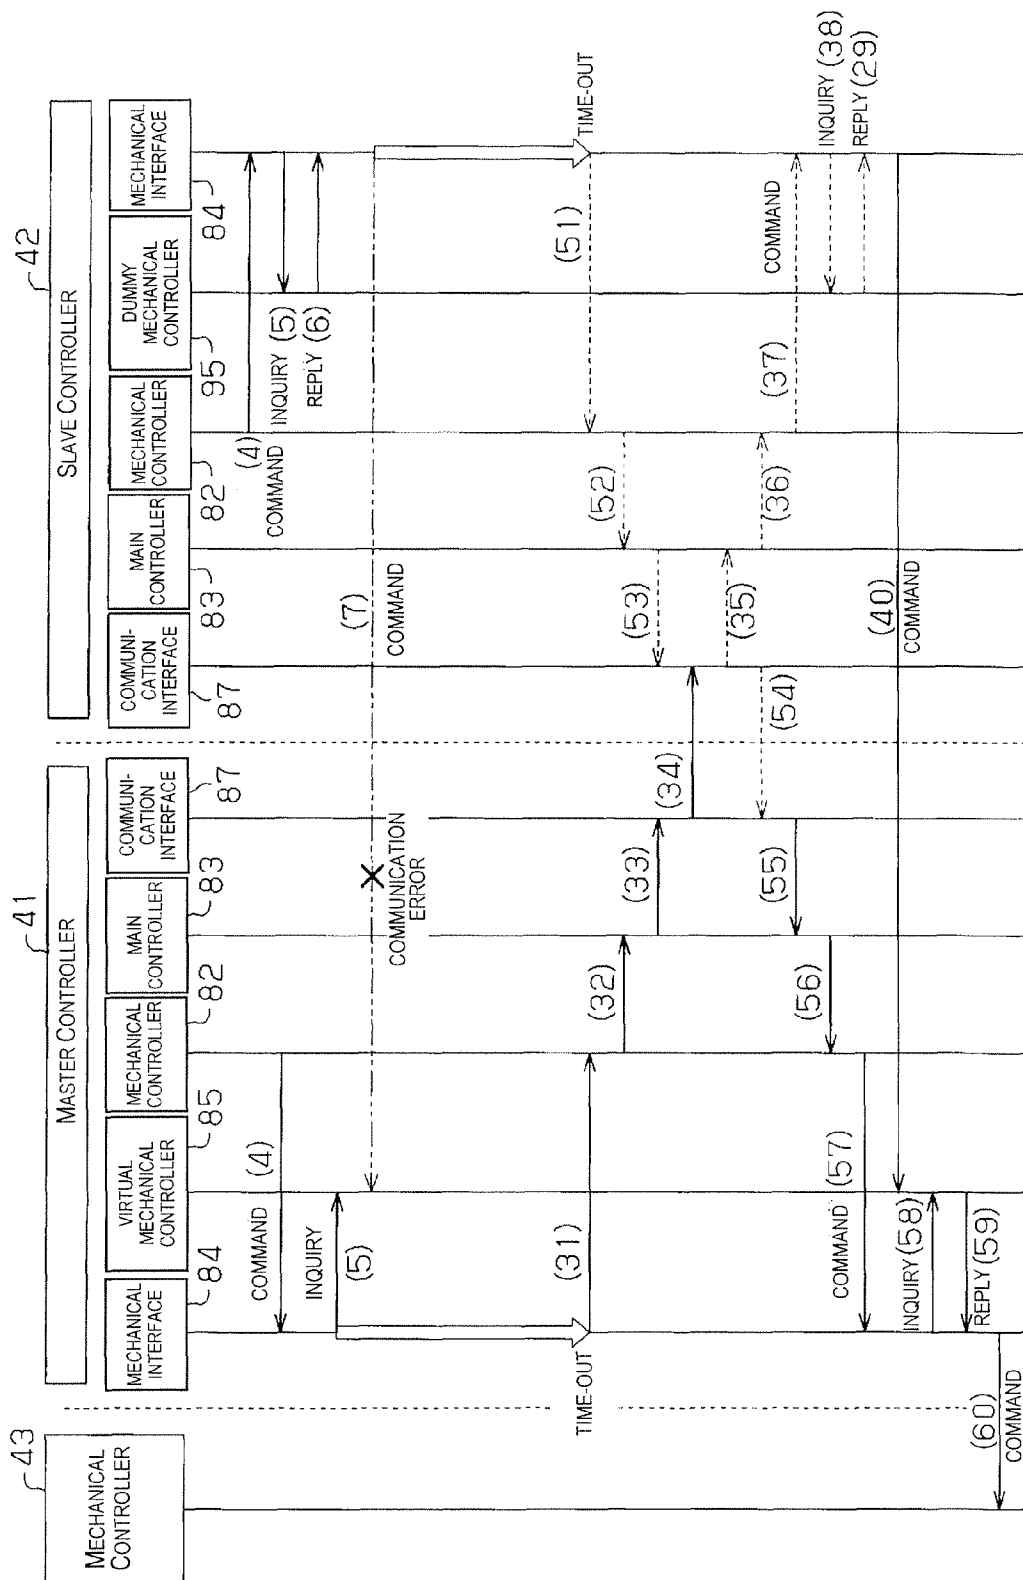 43
MECHANICAL
CONTROLLER
41
MASTER CONTROLLER
42
SLAVE CONTROLLER
MECHANICAL
INTERFACE
84
VIRTUAL
MECHANICAL
CONTROLLER
85
MECHANICAL
CONTROLLER
82
MAIN
CONTROLLER
83
COMMUNI-
CATION
INTERFACE
87
COMMUNI-
CATION
INTERFACE
87
MAIN
CONTROLLER
83
MECHANICAL
CONTROLLER
82
DUMMY
MECHANICAL
CONTROLLER
95
MECHANICAL
INTERFACE
84
COMMAND (4)
(4)
COMMAND
INQUIRY
(5)
INQUIRY (5)
REPLY (6)
(7)
COMMAND
COMMUNICATION
ERROR
TIME-OUT
TIME-OUT
(31)
(51)
(32)
(52)
(33)
(53)
(34)
(35)
(54)
(36)
(55)
(37)
COMMAND
(56)
INQUIRY (38)
REPLY (29)
COMMAND (57)
(40)
COMMAND
INQUIRY (58)
REPLY (59)
(60)
COMMAND